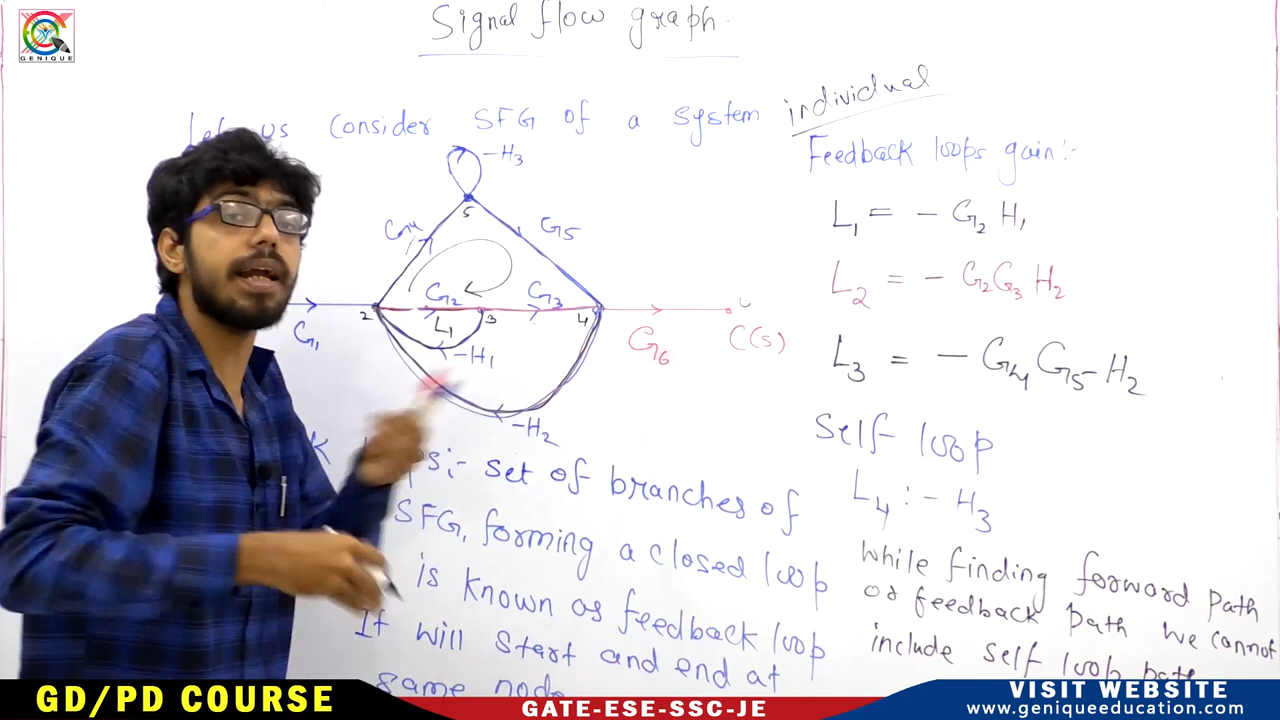 GENIQUE
Signal flow graph.
Let us consider SFG of a system
individual
Feedback loops gain:-
-H3
5
G4
G5
G2
G3
2
L1
3
4
G1
-H1
G6
C(s)
-H2
L1 = - G2 H1
L2 = - G2G3 H2
L3 = - G4 G5 H2
Self loop
L4 : - H3
set of branches of
SFG, forming a closed loop
is known as feedback loop
It will start and end at
same node
While finding forward path
or feedback path we cannot
include self loop path
GD/PD COURSE
GATE-ESE-SSC-JE
VISIT WEBSITE
www.geniqueeducation.com